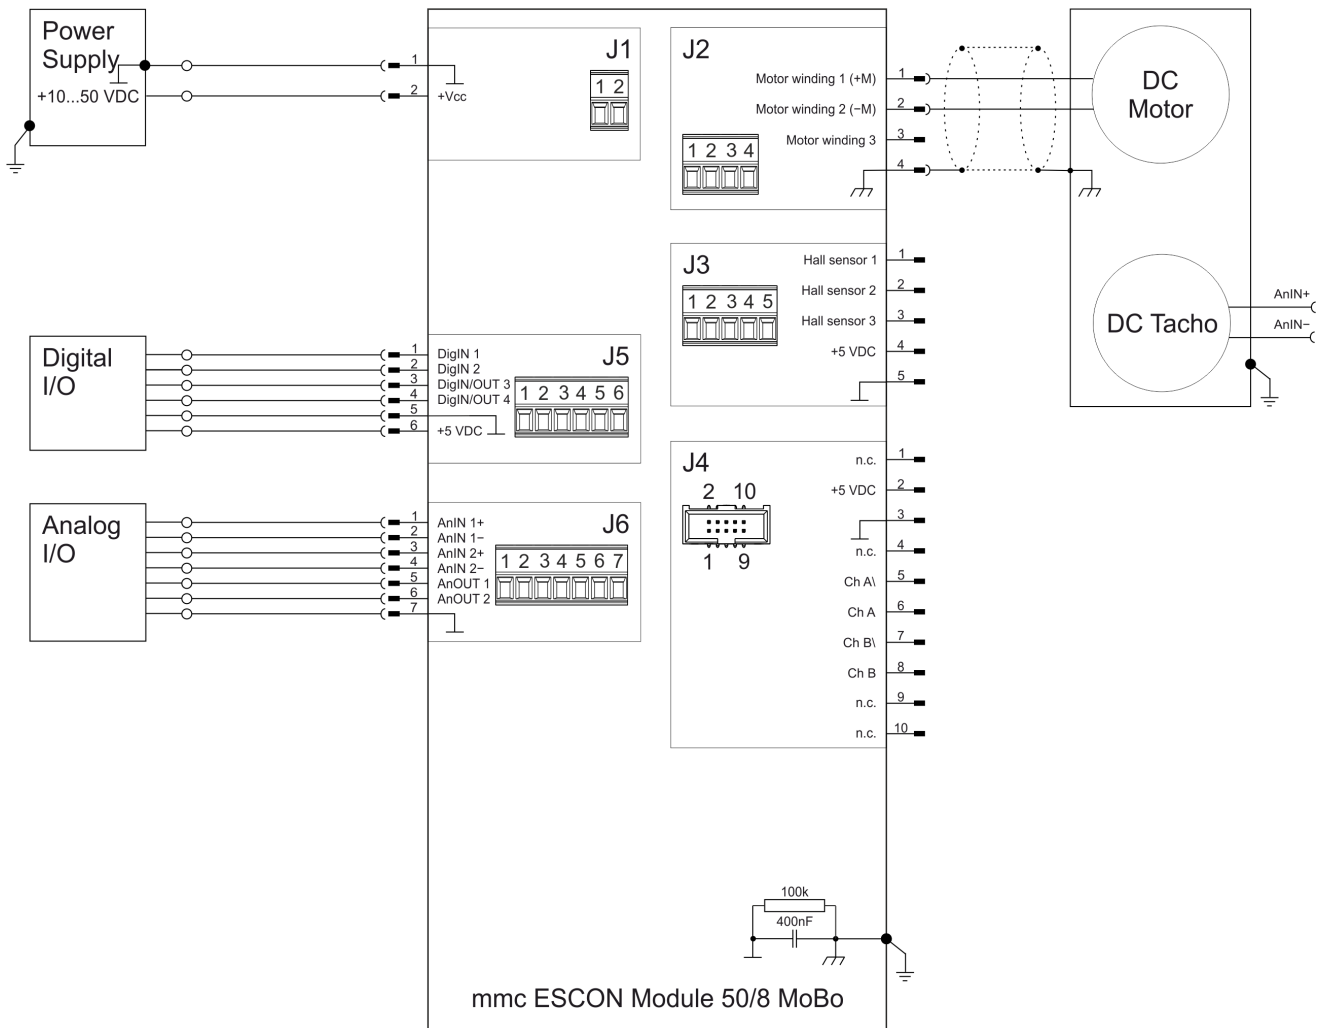 Power
Supply
+10...50 VDC
1
2
+Vcc
J1
1 2
J2
Motor winding 1 (+M)
1
Motor winding 2 (−M)
2
Motor winding 3
3
4
1 2 3 4
DC
Motor
J3
Hall sensor 1
1
Hall sensor 2
2
Hall sensor 3
3
+5 VDC
4
5
1 2 3 4 5
DC Tacho
AnIN+
AnIN−
Digital
I/O
1
DigIN 1
2
DigIN 2
3
DigIN/OUT 3
4
DigIN/OUT 4
5
6
+5 VDC
J5
1 2 3 4 5 6
J4
2 10
1 9
n.c.
1
+5 VDC
2
3
n.c.
4
Ch A\
5
Ch A
6
Ch B\
7
Ch B
8
n.c.
9
n.c.
10
Analog
I/O
1
AnIN 1+
2
AnIN 1−
3
AnIN 2+
4
AnIN 2−
5
AnOUT 1
6
AnOUT 2
7
J6
1 2 3 4 5 6 7
100k
400nF
mmc ESCON Module 50/8 MoBo